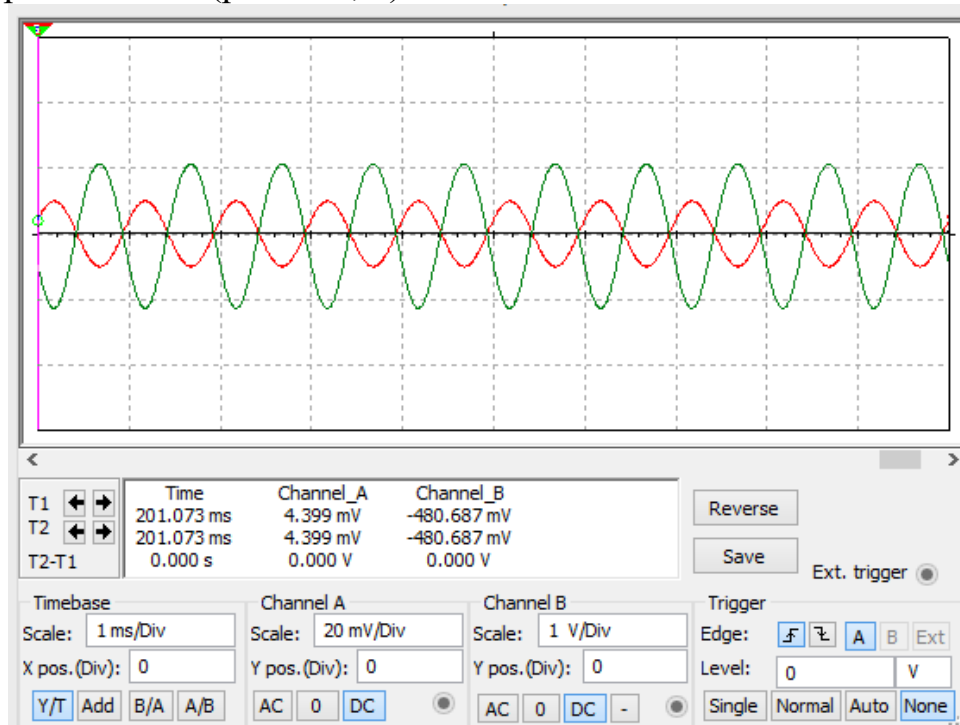 Time Channel_A Channel_B
T1 201.073 ms 4.399 mV -480.687 mV
T2 201.073 ms 4.399 mV -480.687 mV
T2-T1 0.000 s 0.000 V 0.000 V
Reverse
Save
Ext. trigger
Timebase
Scale: 1 ms/Div
X pos.(Div): 0
Y/T Add B/A A/B
Channel A
Scale: 20 mV/Div
Y pos.(Div): 0
AC 0 DC
Channel B
Scale: 1 V/Div
Y pos.(Div): 0
AC 0 DC -
Trigger
Edge: A B Ext
Level: 0 V
Single Normal Auto None